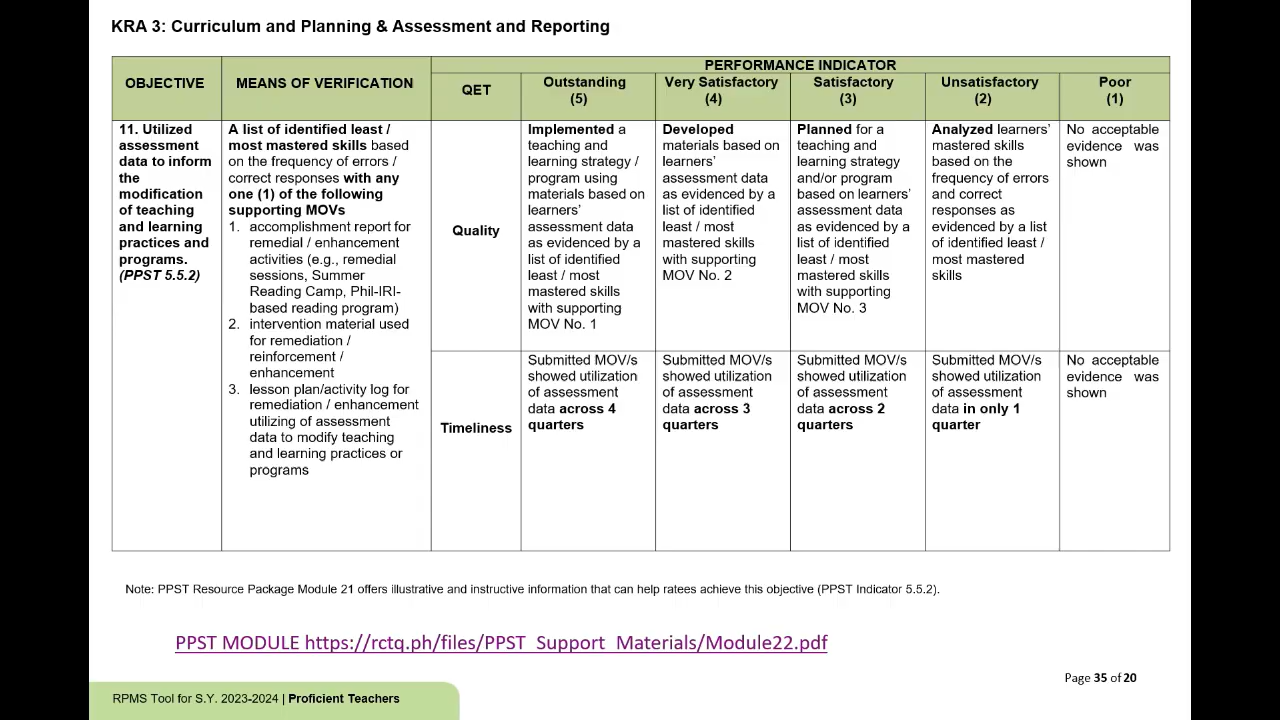 KRA 3: Curriculum and Planning & Assessment and Reporting
PERFORMANCE INDICATOR
OBJECTIVE
MEANS OF VERIFICATION
QET
Outstanding
(5)
Very Satisfactory
(4)
Satisfactory
(3)
Unsatisfactory
(2)
Poor
(1)
11. Utilized
assessment
data to inform
the
modification
of teaching
and learning
practices and
programs.
(PPST 5.5.2)
A list of identified least /
most mastered skills based
on the frequency of errors /
correct responses with any
one (1) of the following
supporting MOVs
1. accomplishment report for
remedial / enhancement
activities (e.g., remedial
sessions, Summer
Reading Camp, Phil-IRI-
based reading program)
2. intervention material used
for remediation /
reinforcement /
enhancement
3. lesson plan/activity log for
remediation / enhancement
utilizing of assessment
data to modify teaching
and learning practices or
programs
Quality
Implemented a
teaching and
learning strategy /
program using
materials based on
learners'
assessment data
as evidenced by a
list of identified
least / most
mastered skills
with supporting
MOV No. 1
Developed
materials based on
learners'
assessment data
as evidenced by a
list of identified
least / most
mastered skills
with supporting
MOV No. 2
Planned for a
teaching and
learning strategy
and/or program
based on learners'
assessment data
as evidenced by a
list of identified
least / most
mastered skills
with supporting
MOV No. 3
Analyzed learners'
mastered skills
based on the
frequency of errors
and correct
responses as
evidenced by a list
of identified least /
most mastered
skills
No acceptable
evidence was
shown
Timeliness
Submitted MOV/s
showed utilization
of assessment
data across 4
quarters
Submitted MOV/s
showed utilization
of assessment
data across 3
quarters
Submitted MOV/s
showed utilization
of assessment
data across 2
quarters
Submitted MOV/s
showed utilization
of assessment
data in only 1
quarter
No acceptable
evidence was
shown
Note: PPST Resource Package Module 21 offers illustrative and instructive information that can help ratees achieve this objective (PPST Indicator 5.5.2).
PPST MODULE https://rctq.ph/files/PPST_Support_Materials/Module22.pdf
Page 35 of 20
RPMS Tool for S.Y. 2023-2024 | Proficient Teachers